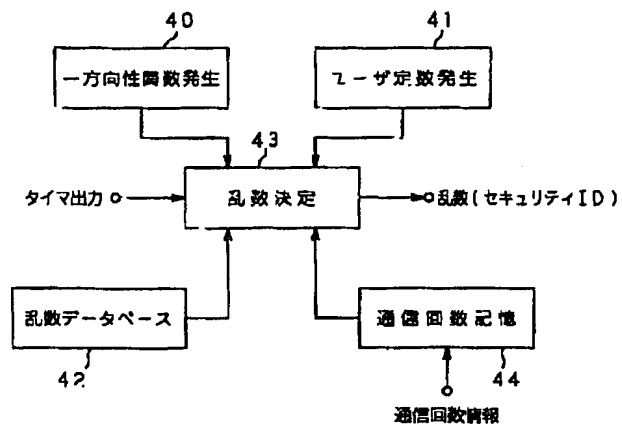 40
41
一方向性関数発生
ユーザ定数発生
43
タイマ出力
乱数決定
乱数(セキュリティID)
乱数データベース
通信回数記憶
42
44
通信回数情報